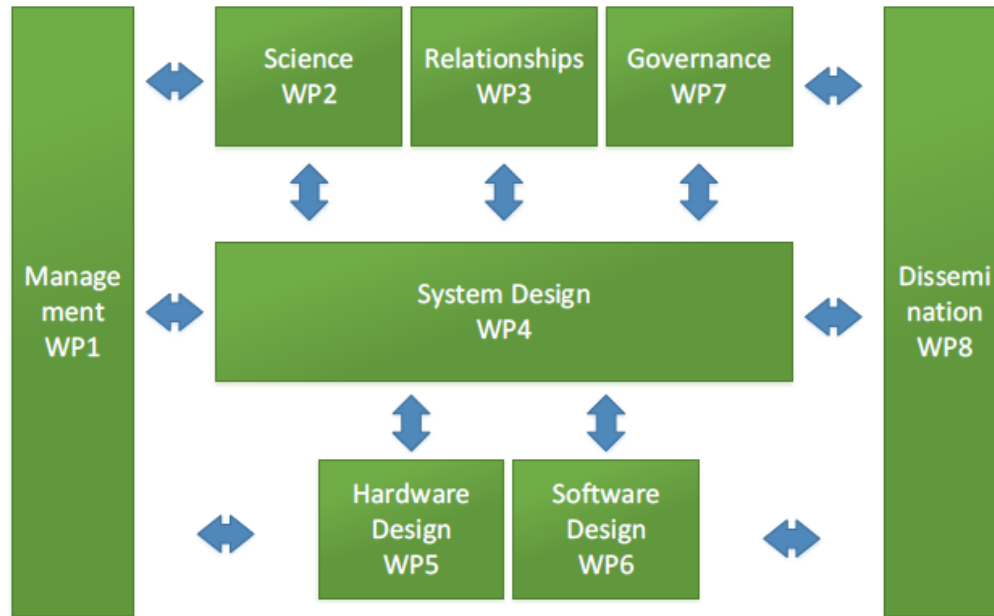 Science
WP2
Relationships
WP3
Governance
WP7
Manage
ment
WP1
System Design
WP4
Dissemi
nation
WP8
Hardware
Design
WP5
Software
Design
WP6